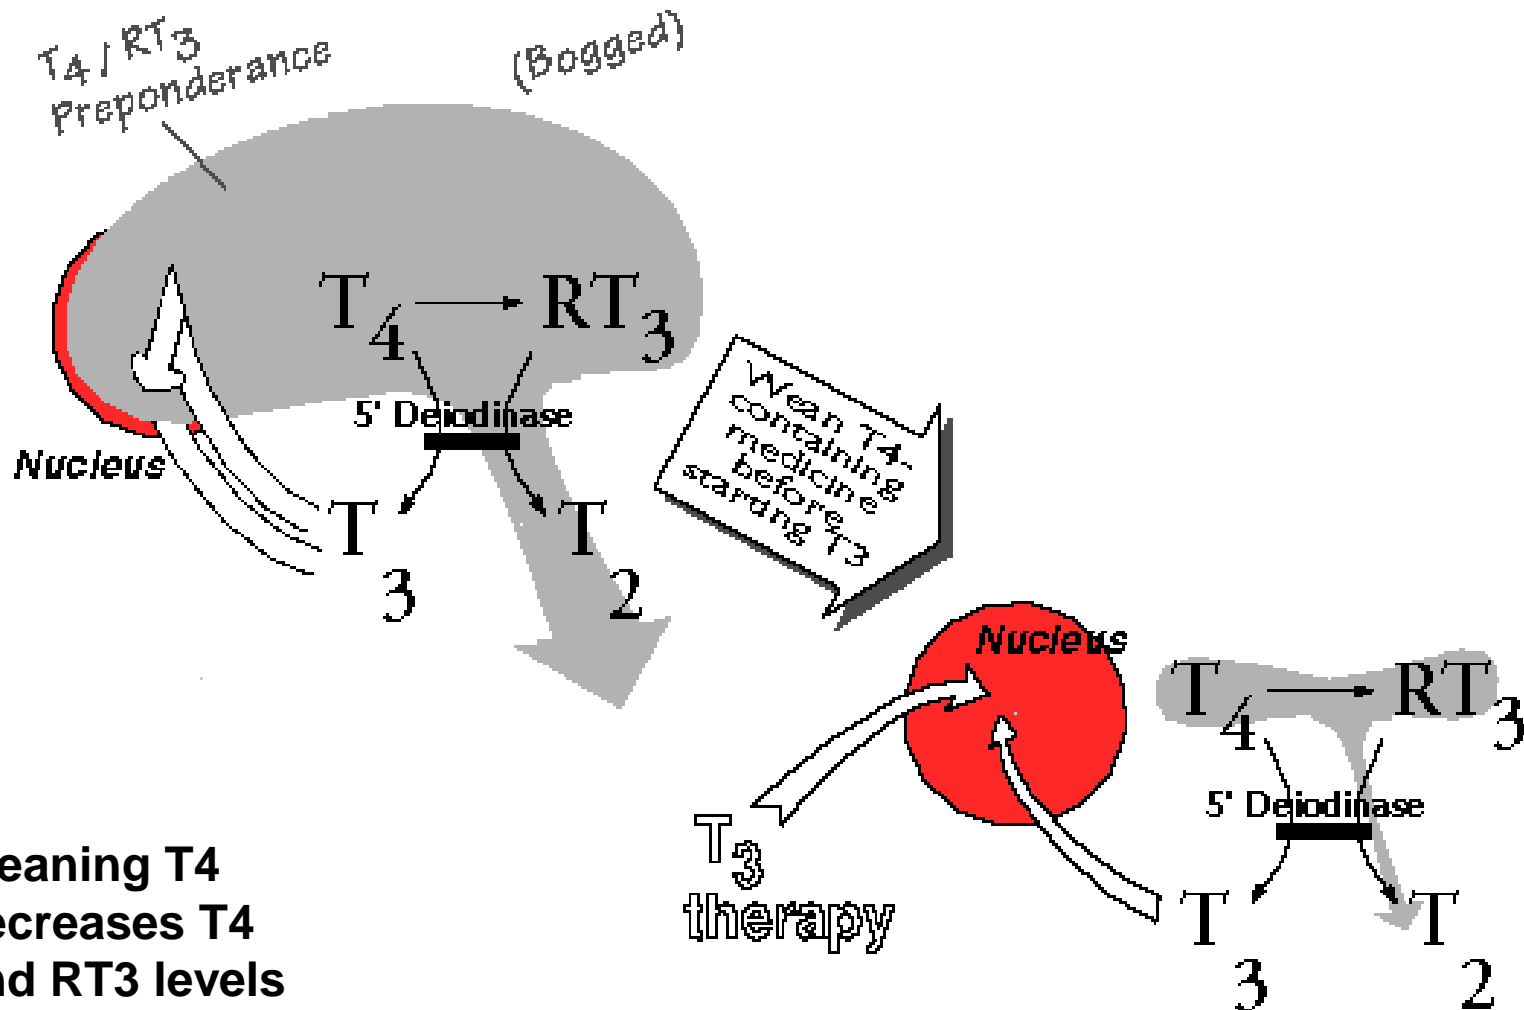 T4 / RT3
Preponderance
(Bogged)
T4
RT3
5' Deiodinase
Nucleus
T3
T2
Wean T4-
containing
medicine
before
starting T3
Nucleus
T4
RT3
5' Deiodinase
T3
therapy
T3
T2
eaning T4
ecreases T4
nd RT3 levels